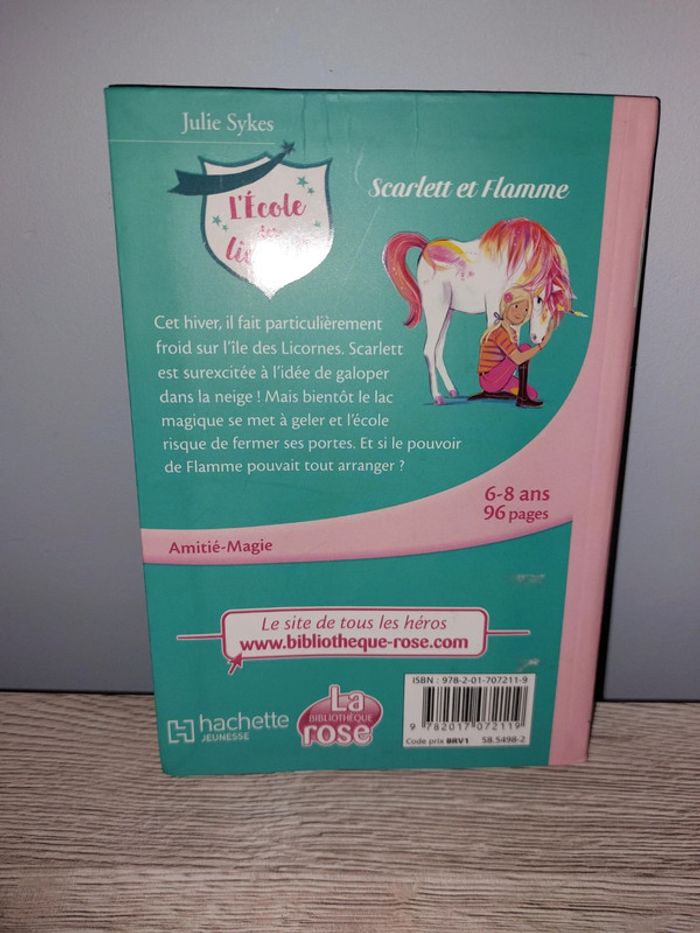 Julie Sykes
L'École
des
Scarlett et Flamme
Cet hiver, il fait particulièrement
froid sur l'île des Licornes. Scarlett
est surexcitée à l'idée de galoper
dans la neige ! Mais bientôt le lac
magique se met à geler et l'école
risque de fermer ses portes. Et si le pouvoir
de Flamme pouvait tout arranger ?
6-8 ans
96 pages
Amitié-Magie
Le site de tous les héros
www.bibliotheque-rose.com
hachette
JEUNESSE
La
BIBLIOTHÈQUE
rose
ISBN : 978-2-01-707211-9
9 782017 072119
Code prix BRV1 58.5498-2